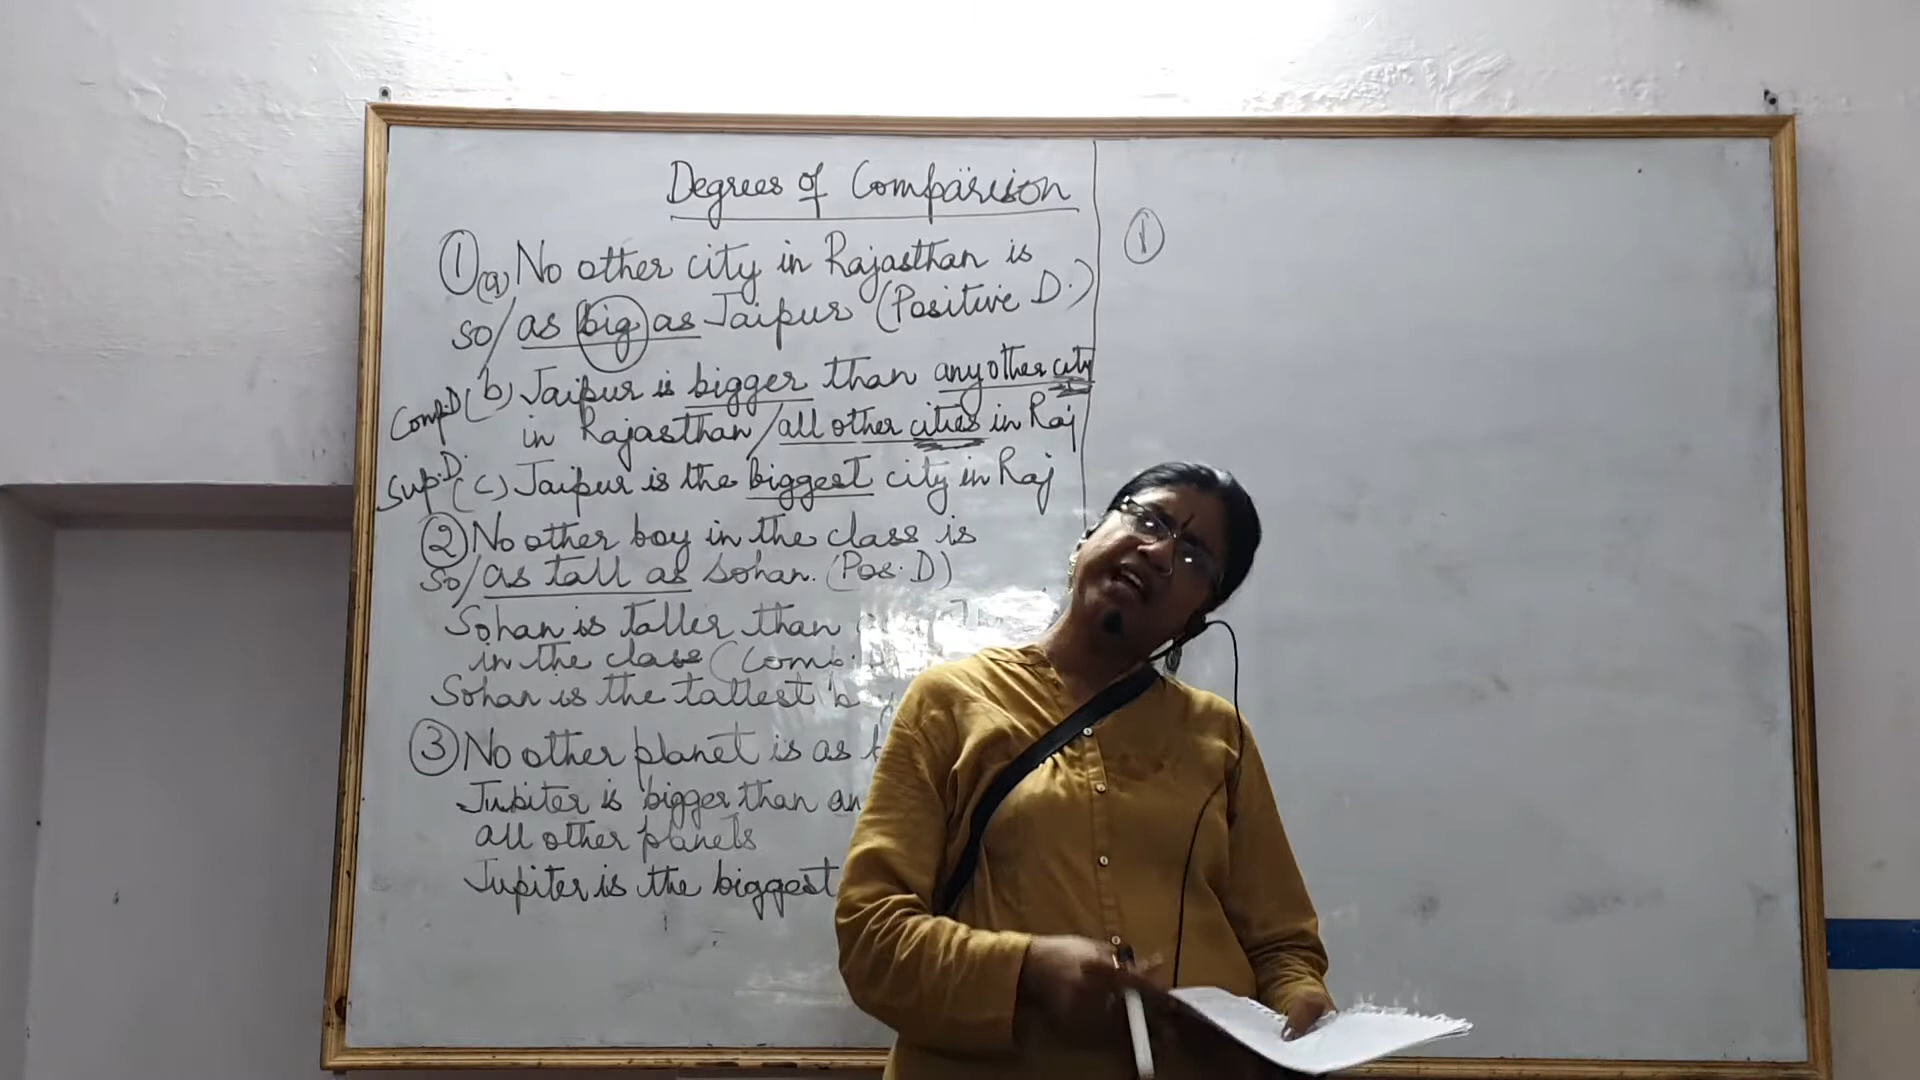 Degrees of Comparison
① (a) No other city in Rajasthan is
so/ as big as Jaipur (Positive D.)
Comp.D (b) Jaipur is bigger than any other city
in Rajasthan / all other cities in Raj
Sup.D. (c) Jaipur is the biggest city in Raj
② No other boy in the class is
so/ as tall as Sohan. (Pos. D)
Sohan is taller than
in the class (Comp.
Sohan is the tallest b
③ No other planet is as
Jupiter is bigger than an
all other planets
Jupiter is the biggest
①